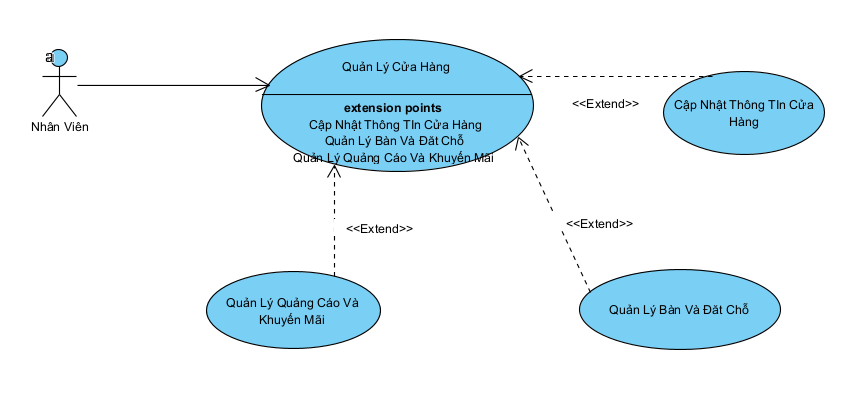 a
Nhân Viên
Quản Lý Cửa Hàng
extension points
Cập Nhật Thông TIn Cửa Hàng
Quản Lý Bàn Và Đăt Chỗ
Quản Lý Quảng Cáo Và Khuyến Mãi
<<Extend>>
Cập Nhật Thông TIn Cửa
Hàng
<<Extend>>
<<Extend>>
Quản Lý Quảng Cáo Và
Khuyến Mãi
Quản Lý Bàn Và Đăt Chỗ